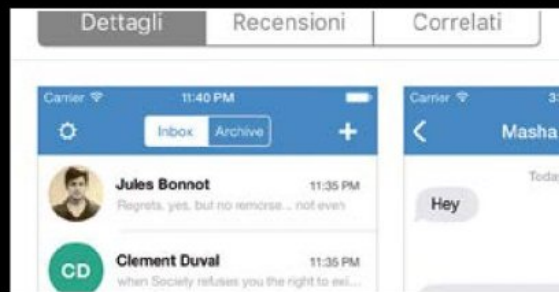 Dettagli Recensioni Correlati
Carrier 11:40 PM
Inbox Archive +
Jules Bonnot 11:35 PM
Regrets, yes, but no remorse... not even
Clement Duval 11:35 PM
when Society refuses you the right to exi...
CD
Carrier 3:
Masha
Today
Hey